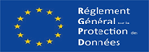 Règlement
Général sur la
Protection des
Données